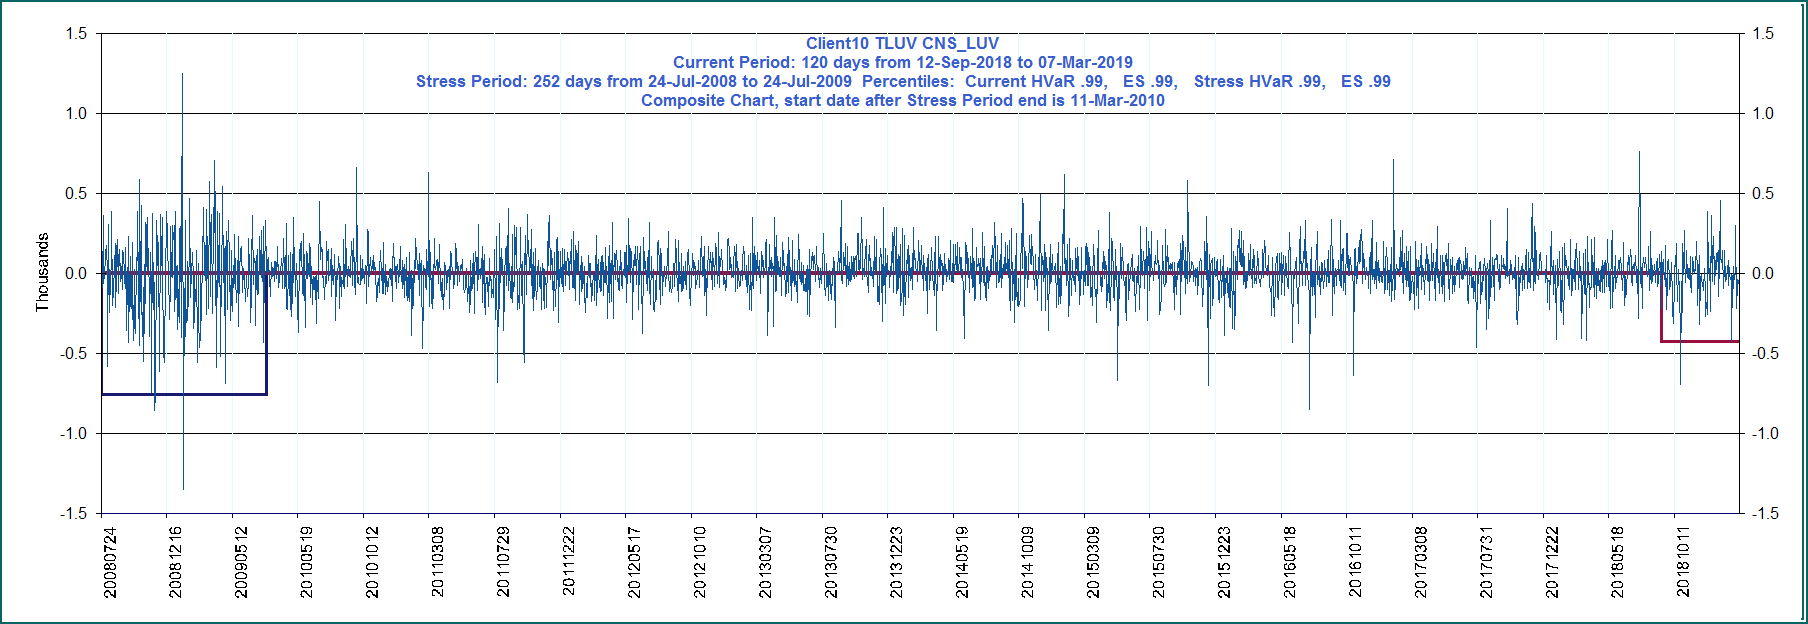 Client10 TLUV CNS_LUV
Current Period: 120 days from 12-Sep-2018 to 07-Mar-2019
Stress Period: 252 days from 24-Jul-2008 to 24-Jul-2009  Percentiles:  Current HVaR .99,   ES .99,   Stress HVaR .99,   ES .99
Composite Chart, start date after Stress Period end is 11-Mar-2010
1.5 1.5
1.0 1.0
0.5 0.5
0.0 0.0
-0.5 -0.5
-1.0 -1.0
-1.5 -1.5
Thousands
20080724 20081216 20090512 20100519 20101012 20110308 20110729 20111222 20120517 20121010 20130307 20130730 20131223 20140519 20141009 20150309 20150730 20151223 20160518 20161011 20170308 20170731 20171222 20180518 20181011